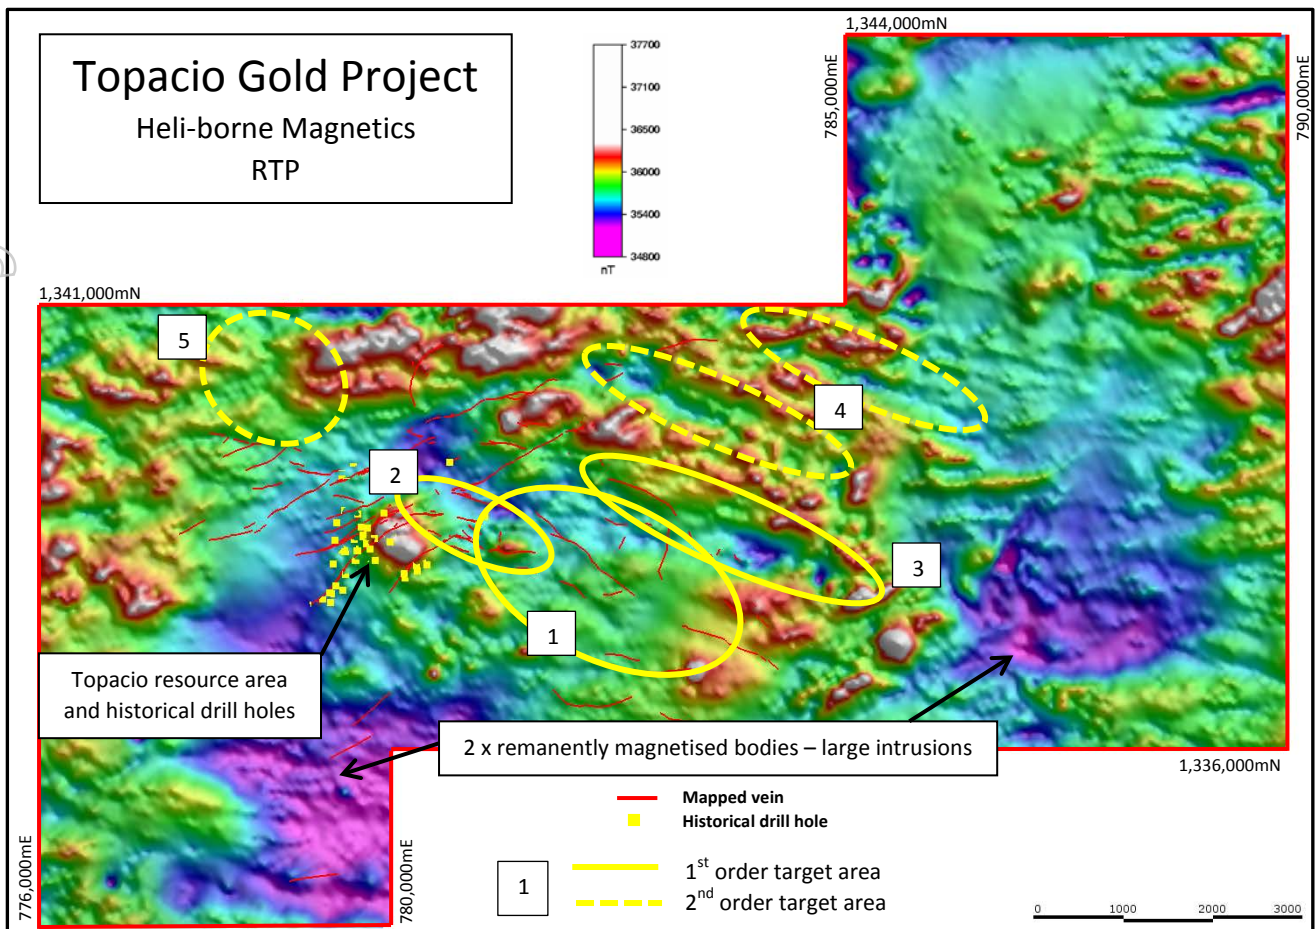 Topacio Gold Project
Heli-borne Magnetics
RTP
37700
37100
36500
36000
35400
34800
nT
1,344,000mN
785,000mE
790,000mE
1,341,000mN
5
4
2
3
1
Topacio resource area
and historical drill holes
2 x remanently magnetised bodies – large intrusions
1,336,000mN
776,000mE
780,000mE
Mapped vein
Historical drill hole
1
1st order target area
2nd order target area
0 1000 2000 3000